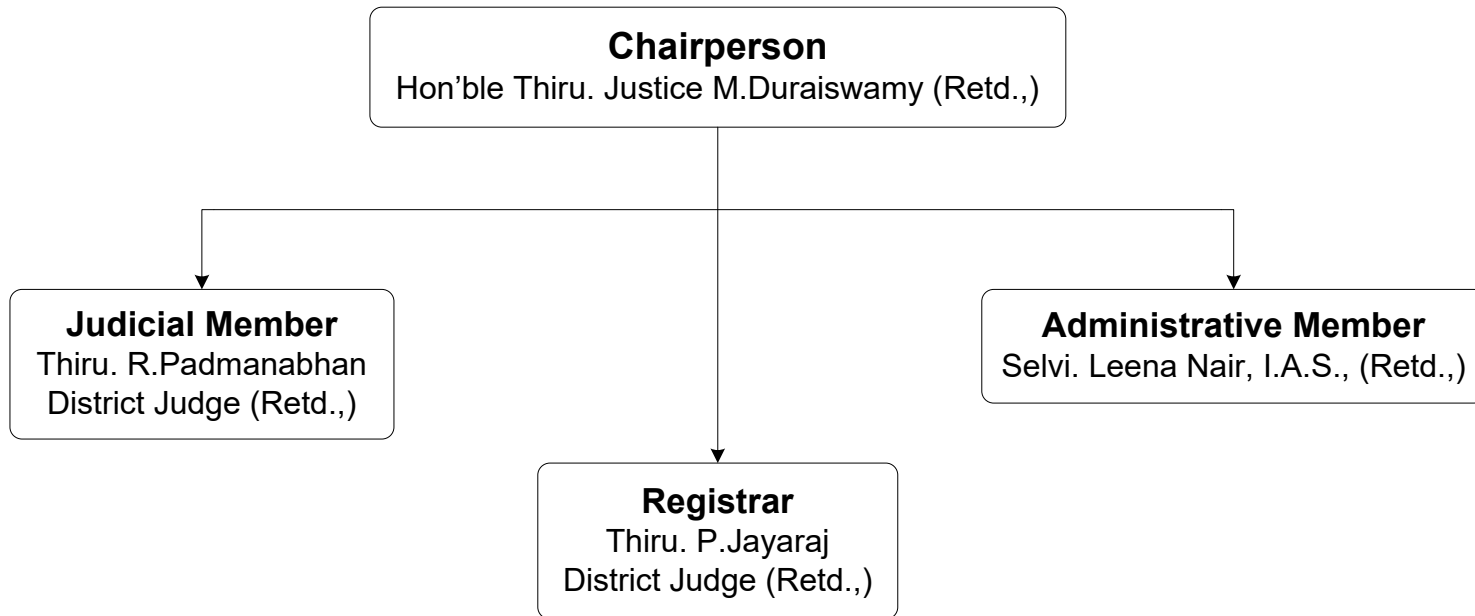 Chairperson
Hon’ble Thiru. Justice M.Duraiswamy (Retd.,)
Judicial Member
Thiru. R.Padmanabhan
District Judge (Retd.,)
Administrative Member
Selvi. Leena Nair, I.A.S., (Retd.,)
Registrar
Thiru. P.Jayaraj
District Judge (Retd.,)